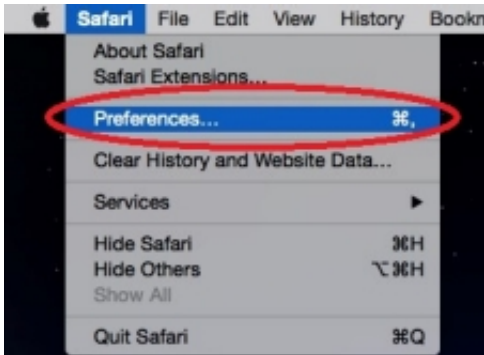 Safari File Edit View History Bookn
About Safari
Safari Extensions...
Preferences... ⌘,
Clear History and Website Data...
Services
Hide Safari ⌘H
Hide Others ⌥⌘H
Show All
Quit Safari ⌘Q